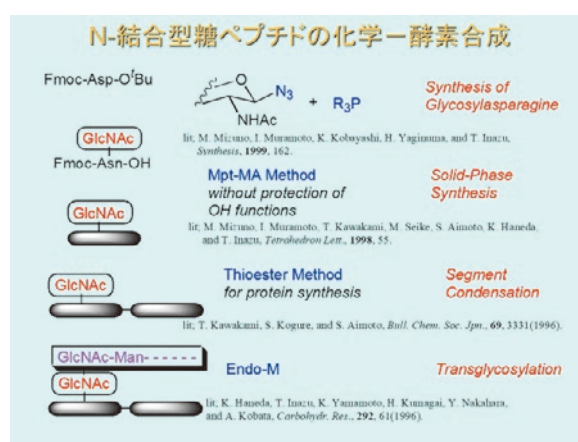 N-結合型糖ペプチドの化学ー酵素合成
Fmoc-Asp-OᵗBu
O
N₃
+ R₃P
NHAc
Synthesis of
Glycosylasparagine
lit; M. Mizuno, I. Muramoto, K. Kobayashi, H. Yaginuma, and T. Inazu,
Synthesis, 1999, 162.
GlcNAc
Fmoc-Asn-OH
Mpt-MA Method
without protection of
OH functions
Solid-Phase
Synthesis
GlcNAc
lit; M. Mizuno, I. Muramoto, T. Kawakami, M. Seike, S. Aimoto, K. Haneda,
and T. Inazu, Tetrahedron Lett., 1998, 55.
GlcNAc
Thioester Method
for protein synthesis
Segment
Condensation
lit; T. Kawakami, S. Kogure, and S. Aimoto, Bull. Chem. Soc. Jpn., 69, 3331(1996).
GlcNAc-Man------
GlcNAc
Endo-M
Transglycosylation
lit; K. Haneda, T. Inazu, K. Yamamoto, H. Kumagai, Y. Nakahara,
and A. Kobata, Carbohydr. Res., 292, 61(1996).